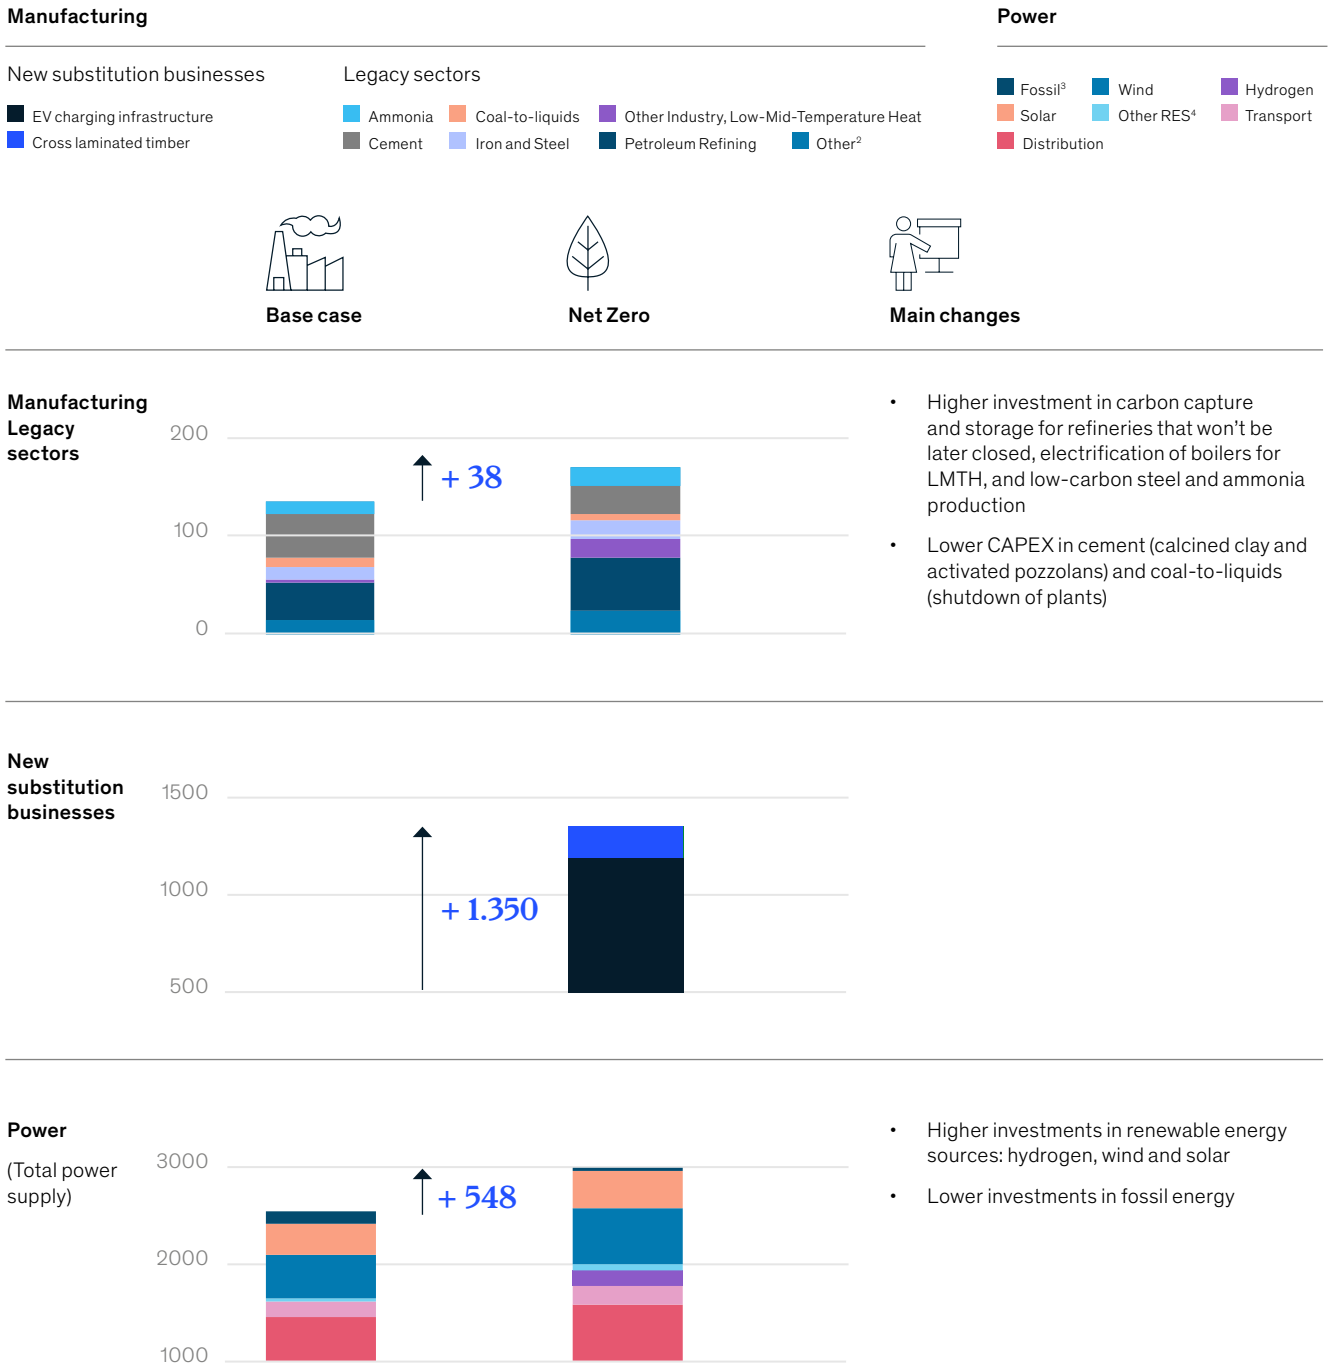 Manufacturing
Power
New substitution businesses
Legacy sectors
EV charging infrastructure
Cross laminated timber
Ammonia
Coal-to-liquids
Other Industry, Low-Mid-Temperature Heat
Cement
Iron and Steel
Petroleum Refining
Other²
Fossil³
Wind
Hydrogen
Solar
Other RES⁴
Transport
Distribution
Base case
Net Zero
Main changes
Manufacturing
Legacy
sectors
200
100
0
+ 38
• Higher investment in carbon capture
and storage for refineries that won’t be
later closed, electrification of boilers for
LMTH, and low-carbon steel and ammonia
production
• Lower CAPEX in cement (calcined clay and
activated pozzolans) and coal-to-liquids
(shutdown of plants)
New
substitution
businesses
1500
1000
500
+ 1.350
Power
(Total power
supply)
3000
2000
1000
+ 548
• Higher investments in renewable energy
sources: hydrogen, wind and solar
• Lower investments in fossil energy